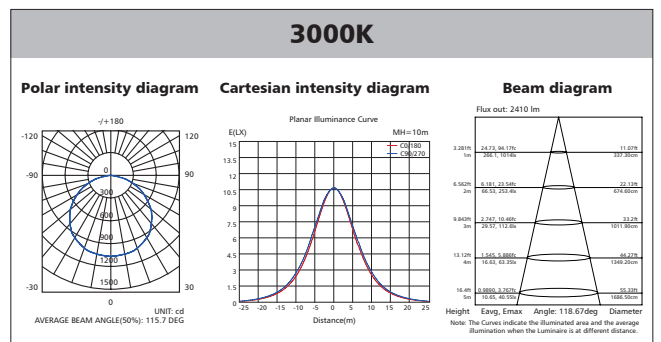 3000K
Polar intensity diagram
Cartesian intensity diagram
Beam diagram
-/+180
-120
120
-90
90
0
300
600
900
1200
1500
-30
30
0
UNIT: cd
AVERAGE BEAM ANGLE(50%): 115.7 DEG
Planar Illuminance Curve
E(LX)
MH=10m
C0/180
C90/270
15
13.5
12
10.5
9
7.5
6
4.5
3
1.5
0
-25 -20 -15 -10 -5 0 5 10 15 20 25
Distance(m)
Flux out: 2410 lm
3.281ft 24.73, 94.17fc 11.07ft
1m 266.1, 1014lx 337.30cm
6.562ft 6.181, 23.54fc 22.13ft
2m 66.53, 253.4lx 674.60cm
9.843ft 2.747, 10.46fc 33.2ft
3m 29.57, 112.6lx 1011.90cm
13.12ft 1.545, 5.886fc 44.27ft
4m 16.63, 63.35lx 1349.20cm
16.4ft 0.9890, 3.767fc 55.33ft
5m 10.65, 40.55lx 1686.50cm
Height Eavg, Emax Angle: 118.67deg Diameter
Note: The Curves indicate the illuminated area and the average
illumination when the Luminaire is at different distance.